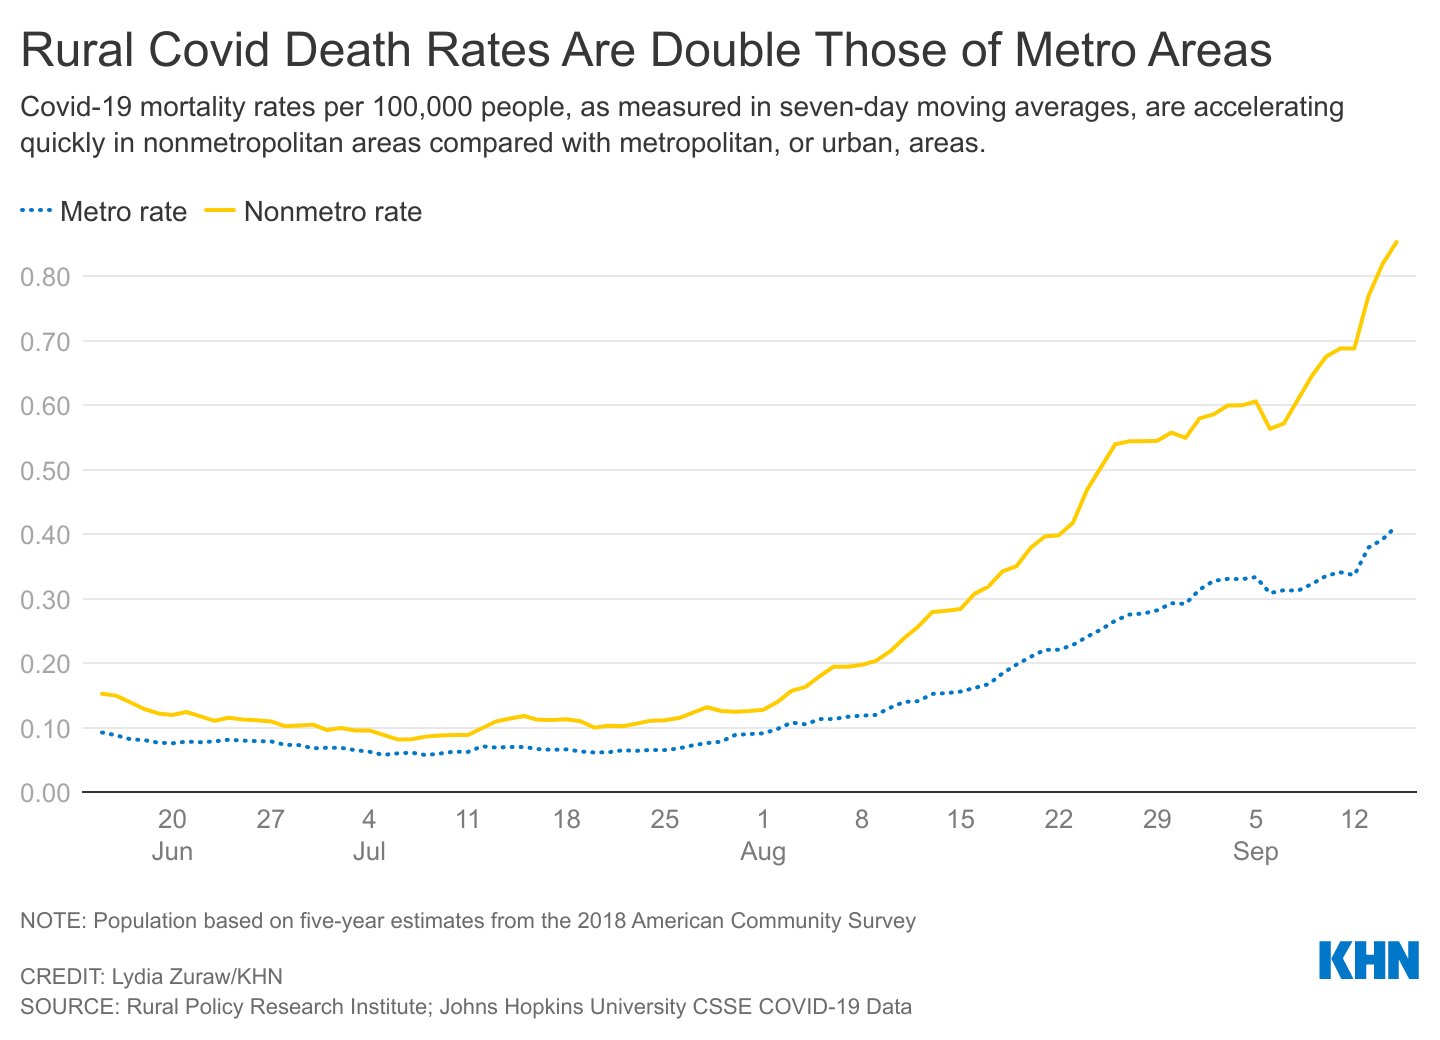 Rural Covid Death Rates Are Double Those of Metro Areas
Covid-19 mortality rates per 100,000 people, as measured in seven-day moving averages, are accelerating
quickly in nonmetropolitan areas compared with metropolitan, or urban, areas.
Metro rate Nonmetro rate
0.80
0.70
0.60
0.50
0.40
0.30
0.20
0.10
0.00
20 27 4 11 18 25 1 8 15 22 29 5 12
Jun Jul Aug Sep
NOTE: Population based on five-year estimates from the 2018 American Community Survey
KHN
CREDIT: Lydia Zuraw/KHN
SOURCE: Rural Policy Research Institute; Johns Hopkins University CSSE COVID-19 Data